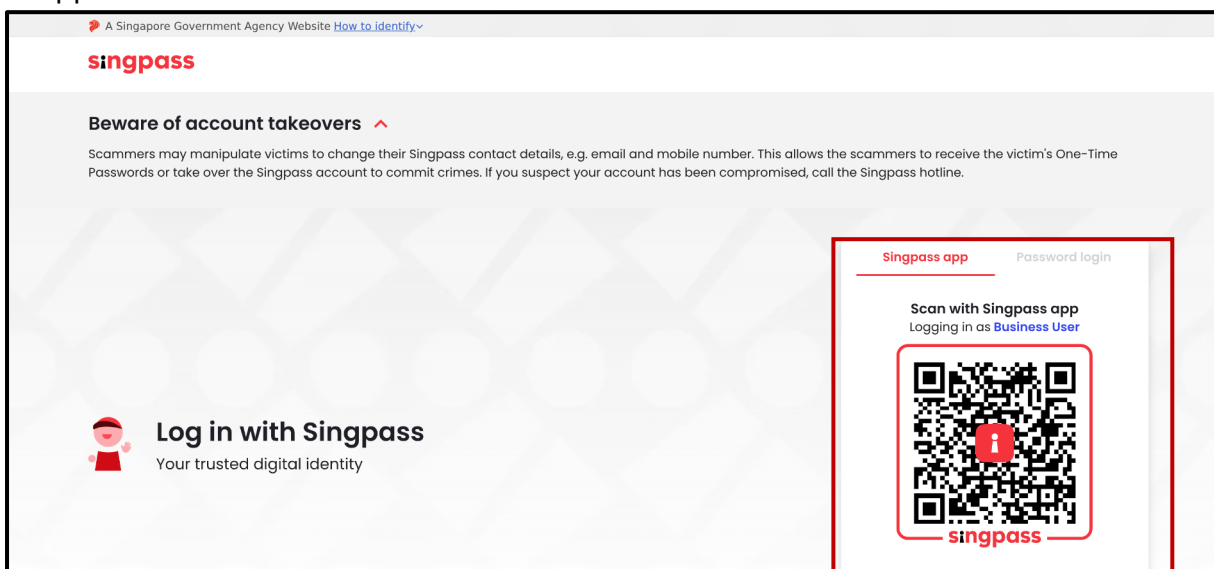 A Singapore Government Agency Website How to identify
singpass
Beware of account takeovers
Scammers may manipulate victims to change their Singpass contact details, e.g. email and mobile number. This allows the scammers to receive the victim's One-Time
Passwords or take over the Singpass account to commit crimes. If you suspect your account has been compromised, call the Singpass hotline.
Singpass app Password login
Scan with Singpass app
Logging in as Business User
Log in with Singpass
Your trusted digital identity
singpass